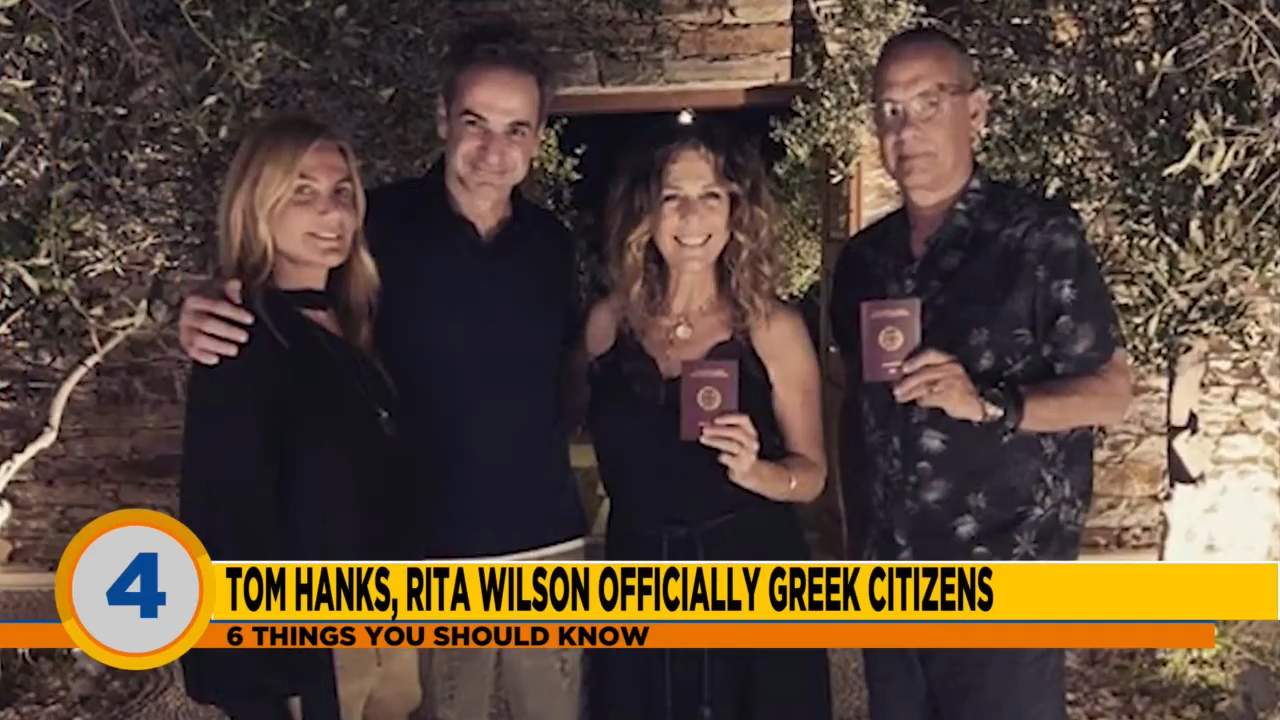 4
TOM HANKS, RITA WILSON OFFICIALLY GREEK CITIZENS
6 THINGS YOU SHOULD KNOW